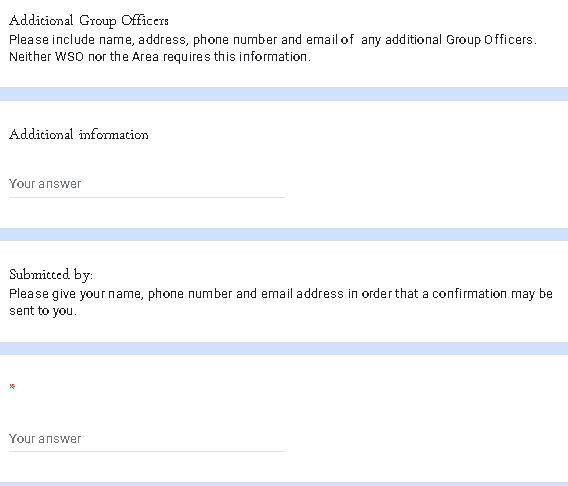 Additional Group Officers
Please include name, address, phone number and email of any additional Group Officers.
Neither WSO nor the Area requires this information.
Additional information
Your answer
Submitted by:
Please give your name, phone number and email address in order that a confirmation may be
sent to you.
*
Your answer